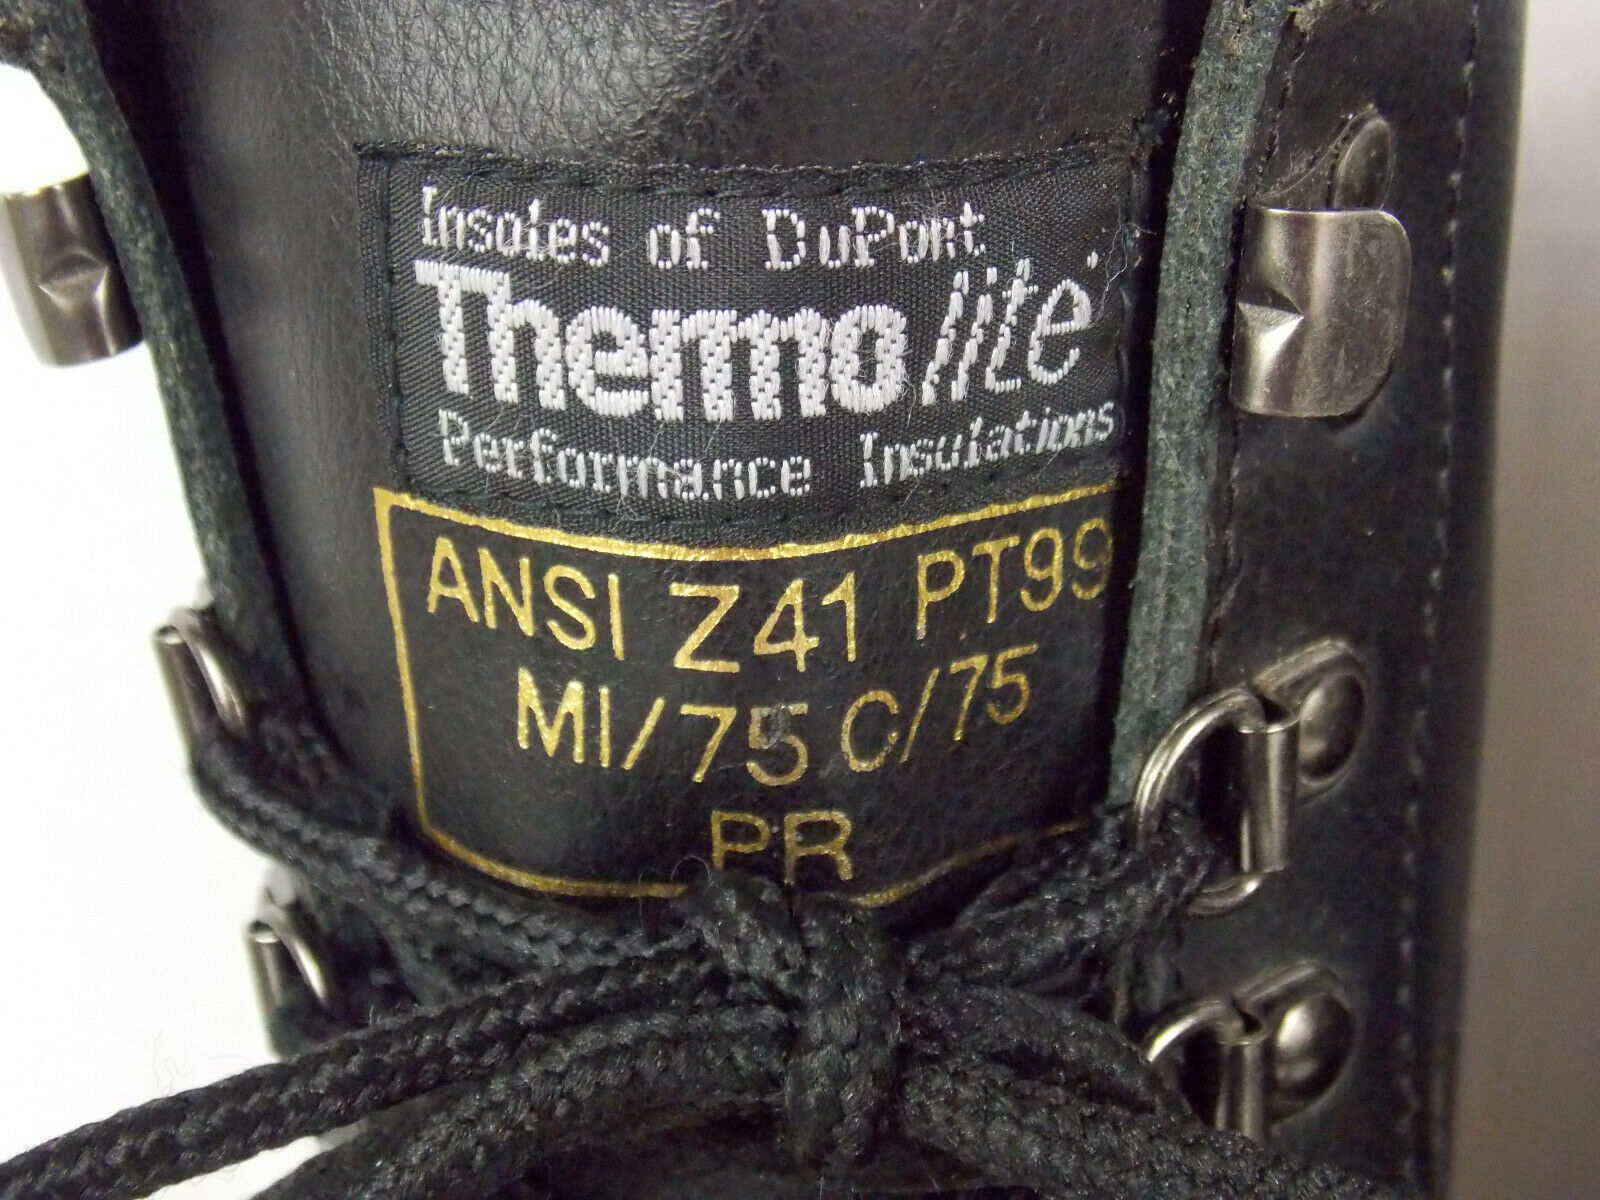 Insoles of DuPont
Thermolite
Performance Insulations
ANSI Z41 PT99
MI/75 C/75
PR